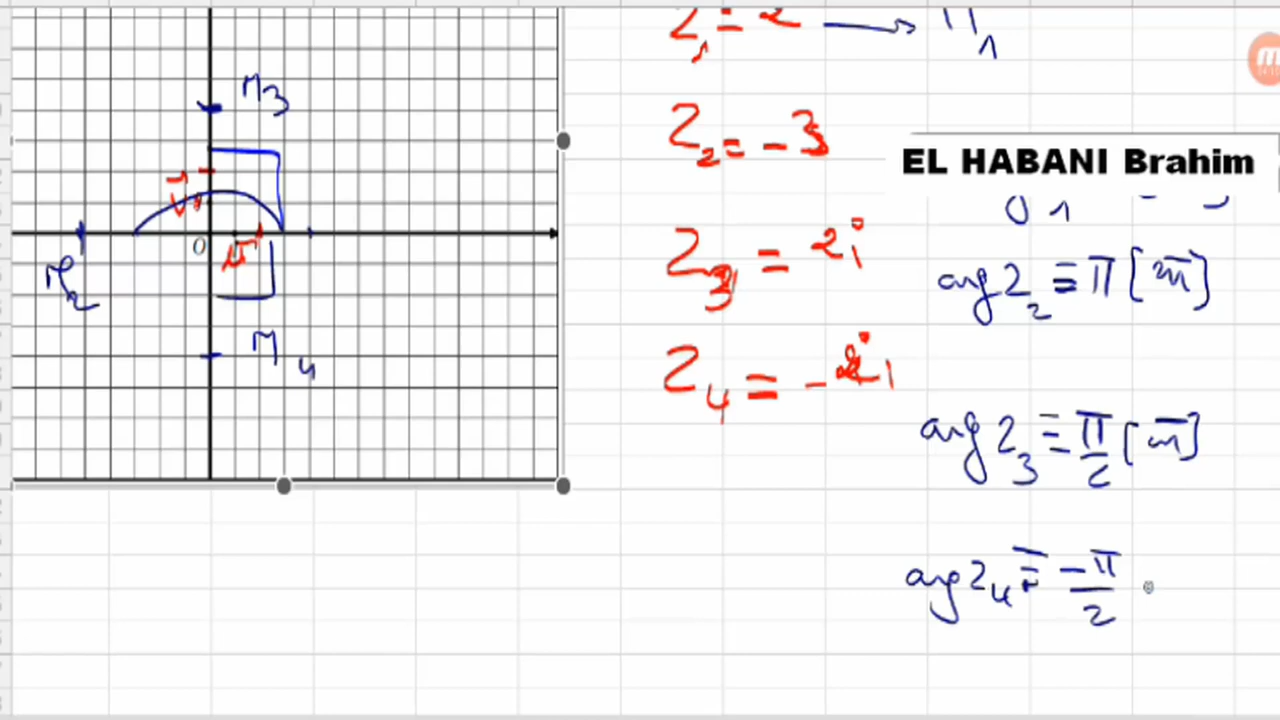 M₃
0
M₂
M₄
Z₁ = 2
Z₂ = -3
Z₃ = 2i
Z₄ = -2i
EL HABANI Brahim
arg Z₂ ≡ π [2π]
arg Z₃ ≡ π/2 [2π]
arg Z₄ ≡ -π/2